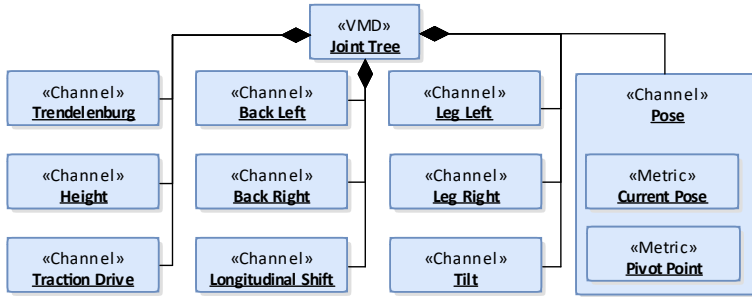 «VMD»
Joint Tree
«Channel»
Trendelenburg
«Channel»
Back Left
«Channel»
Leg Left
«Channel»
Pose
«Channel»
Height
«Channel»
Back Right
«Channel»
Leg Right
«Metric»
Current Pose
«Channel»
Traction Drive
«Channel»
Longitudinal Shift
«Channel»
Tilt
«Metric»
Pivot Point